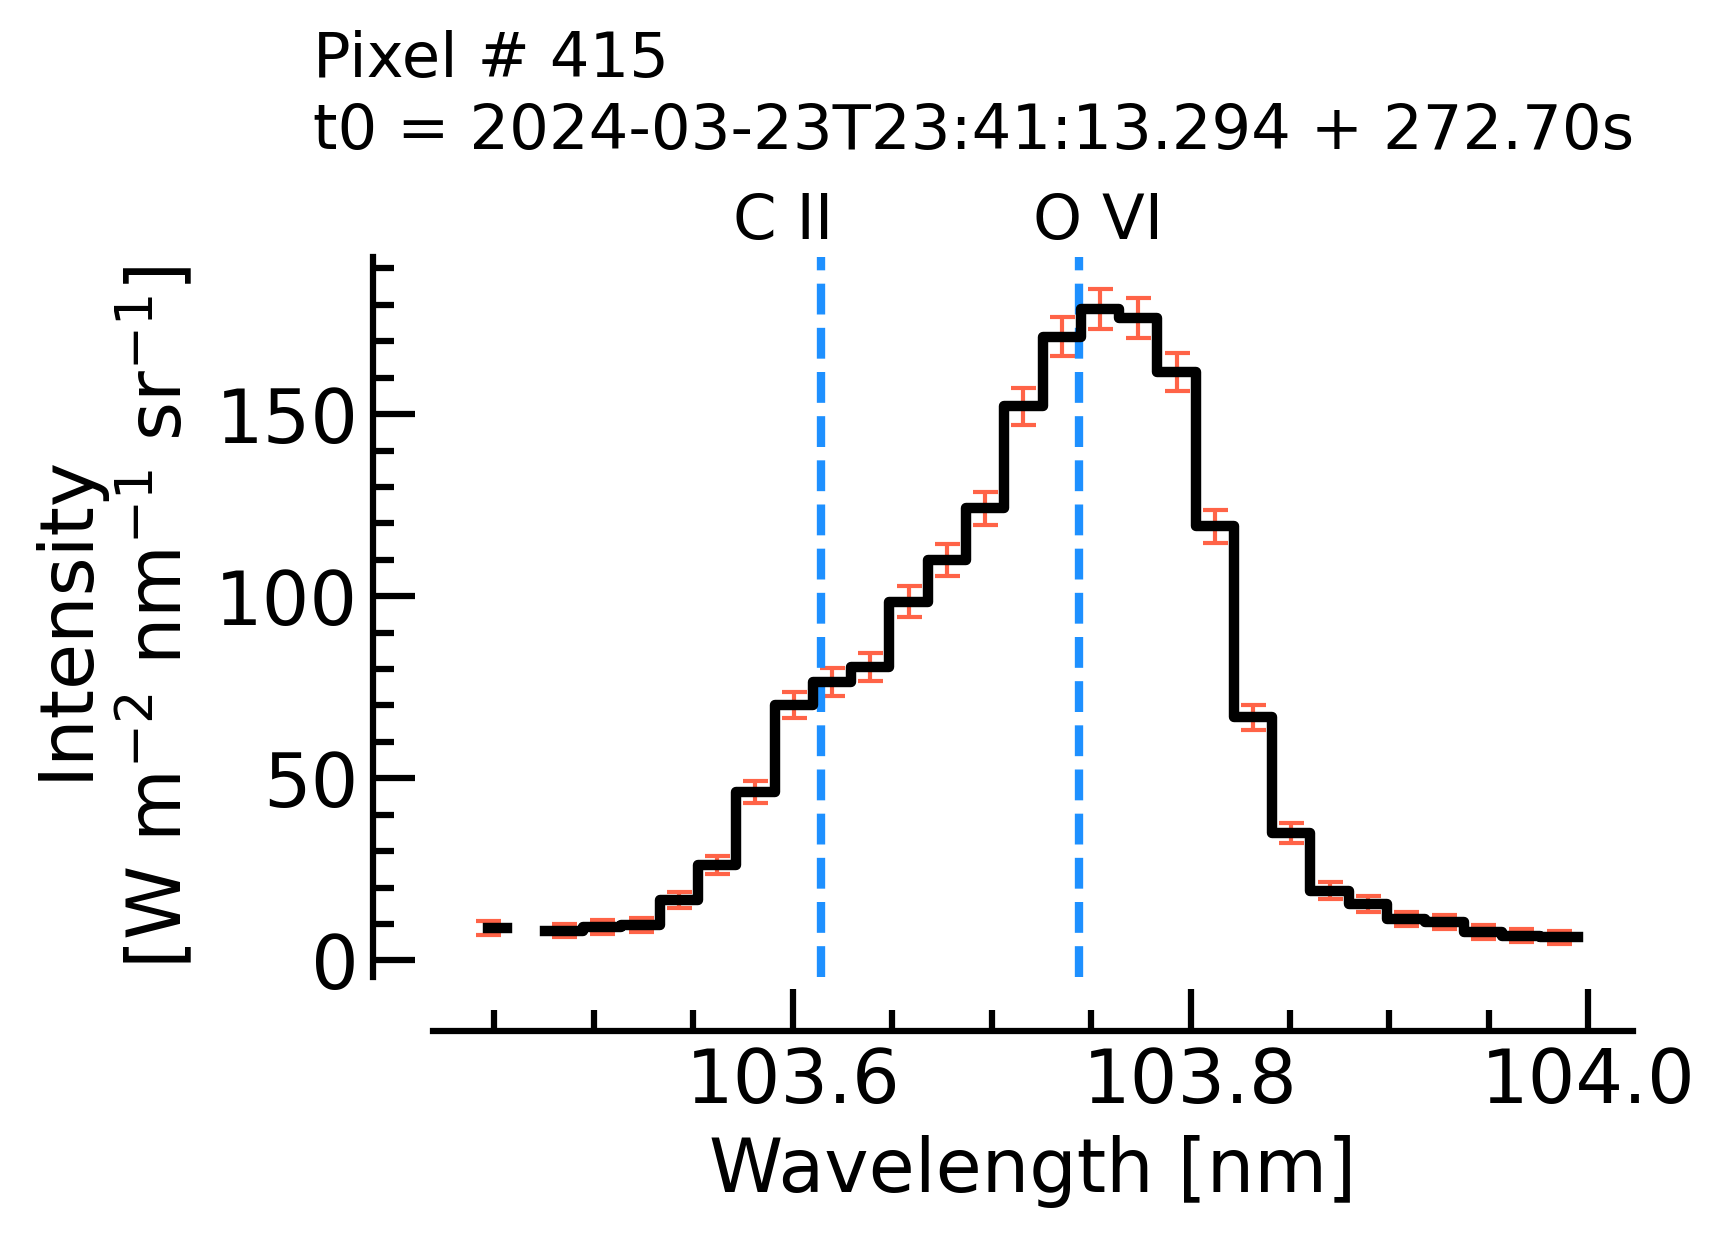 Pixel # 415
t0 = 2024-03-23T23:41:13.294 + 272.70s
C II
O VI
Intensity
[W m⁻² nm⁻¹ sr⁻¹]
150
100
50
0
103.6
103.8
104.0
Wavelength [nm]